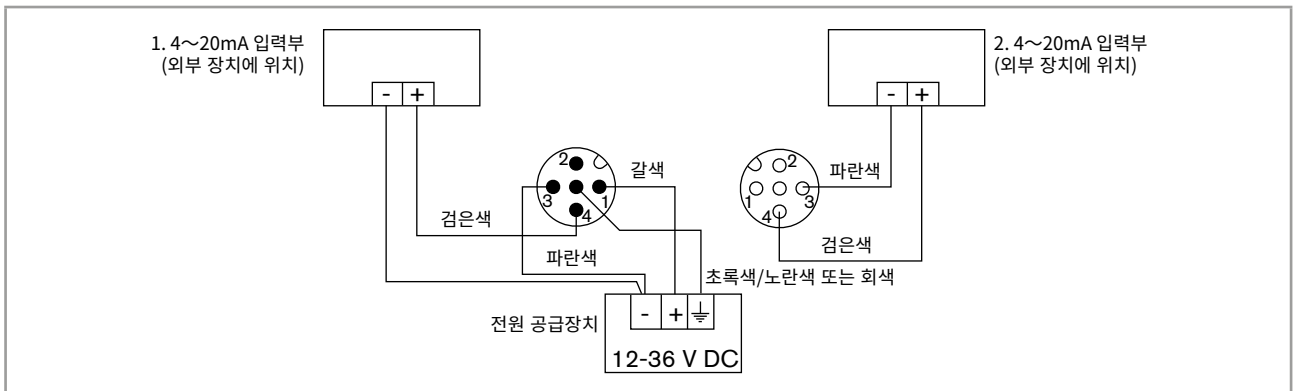 1. 4～20mA 입력부
(외부 장치에 위치)
- +
2. 4～20mA 입력부
(외부 장치에 위치)
- +
2
3
1
4
갈색
검은색
파란색
2
1
3
4
파란색
검은색
초록색/노란색 또는 회색
전원 공급장치
- +
12-36 V DC